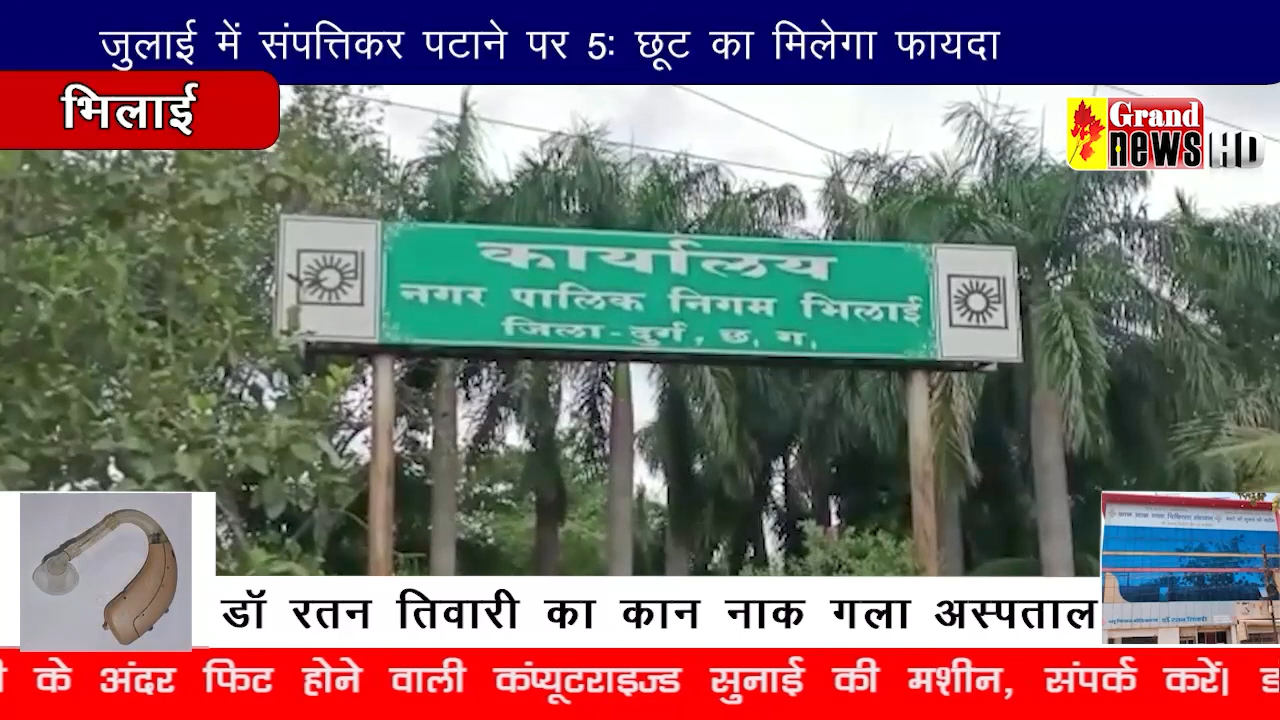 जुलाई में संपत्तिकर पटाने पर 5ः छूट का मिलेगा फायदा
भिलाई
Grand
news HD
कार्यालय
नगर पालिक निगम भिलाई
जिला - दुर्ग, छ. ग.
डॉ रतन तिवारी का कान नाक गला अस्पताल
के अंदर फिट होने वाली कंप्यूटराइज्ड सुनाई की मशीन, संपर्क करें।